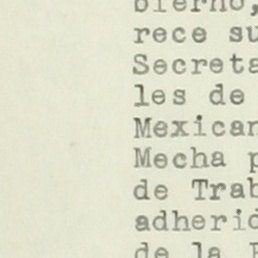 bierno,
rece su
Secreta
les de
Mexican
Mecha p
de Trab
adherid
de la